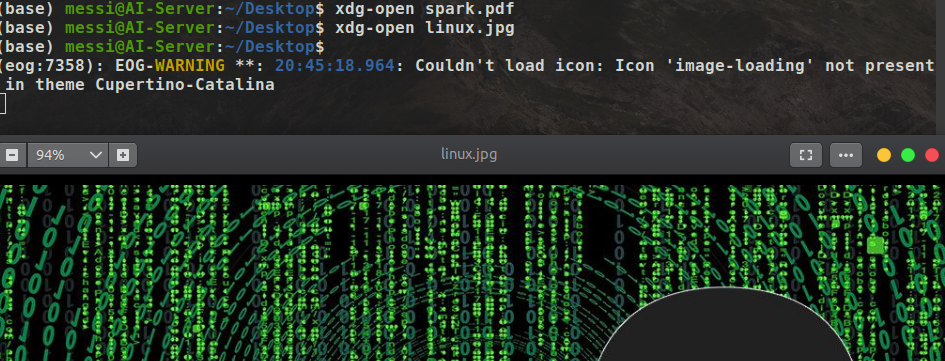 (base) messi@AI-Server:~/Desktop$ xdg-open spark.pdf
(base) messi@AI-Server:~/Desktop$ xdg-open linux.jpg
(base) messi@AI-Server:~/Desktop$
(eog:7358): EOG-WARNING **: 20:45:18.964: Couldn't load icon: Icon 'image-loading' not present
 in theme Cupertino-Catalina
94% linux.jpg